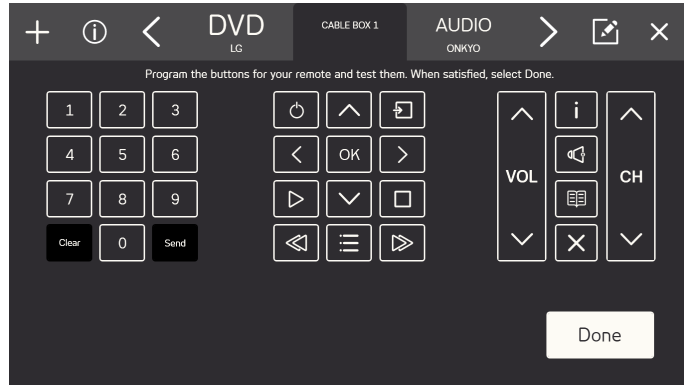 DVD
LG
CABLE BOX 1
AUDIO
ONKYO
Program the buttons for your remote and test them. When satisfied, select Done.
1 2 3
4 5 6
7 8 9
Clear 0 Send
OK
VOL
i
CH
Done